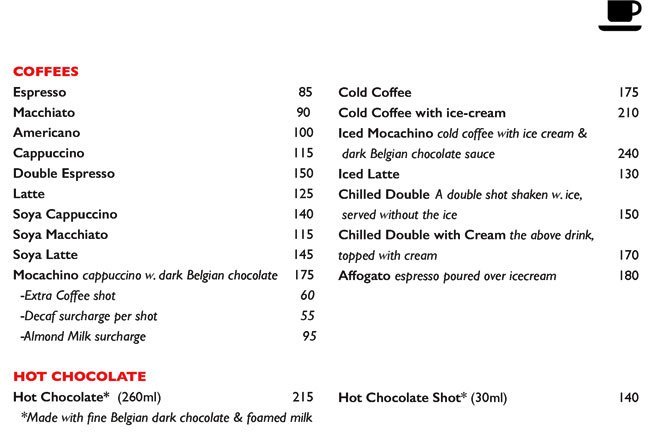 COFFEES
Espresso 85
Macchiato 90
Americano 100
Cappuccino 115
Double Espresso 150
Latte 125
Soya Cappuccino 140
Soya Macchiato 115
Soya Latte 145
Mocachino cappuccino w. dark Belgian chocolate 175
-Extra Coffee shot 60
-Decaf surcharge per shot 55
-Almond Milk surcharge 95
Cold Coffee 175
Cold Coffee with ice-cream 210
Iced Mocachino cold coffee with ice cream &
dark Belgian chocolate sauce 240
Iced Latte 130
Chilled Double A double shot shaken w. ice,
served without the ice 150
Chilled Double with Cream the above drink,
topped with cream 170
Affogato espresso poured over icecream 180
HOT CHOCOLATE
Hot Chocolate* (260ml) 215
*Made with fine Belgian dark chocolate & foamed milk
Hot Chocolate Shot* (30ml) 140